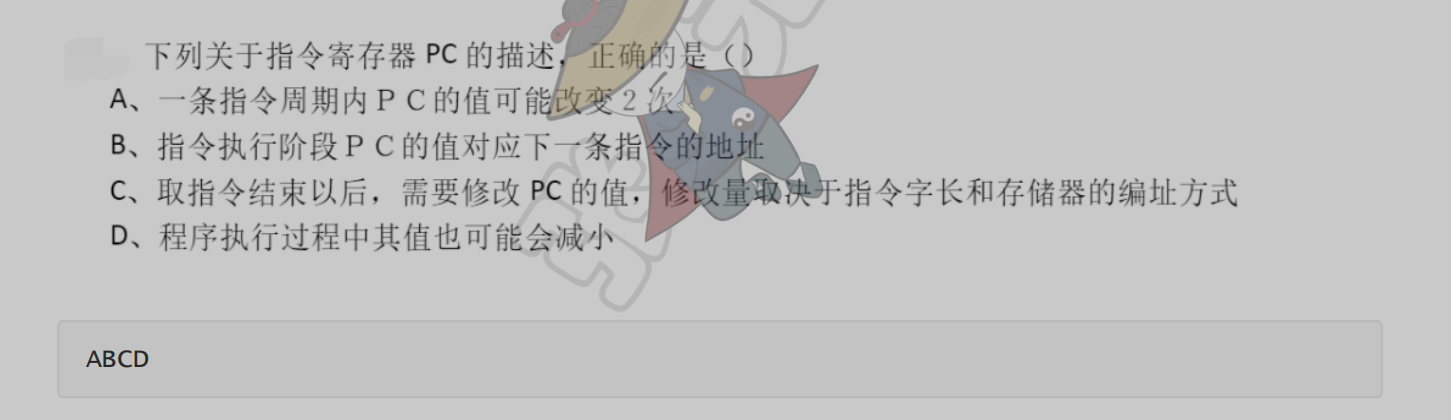 下列关于指令寄存器 PC 的描述，正确的是（）
A、一条指令周期内ＰＣ的值可能改变２次
B、指令执行阶段ＰＣ的值对应下一条指令的地址
C、取指令结束以后，需要修改 PC 的值，修改量取决于指令字长和存储器的编址方式
D、程序执行过程中其值也可能会减小
ABCD